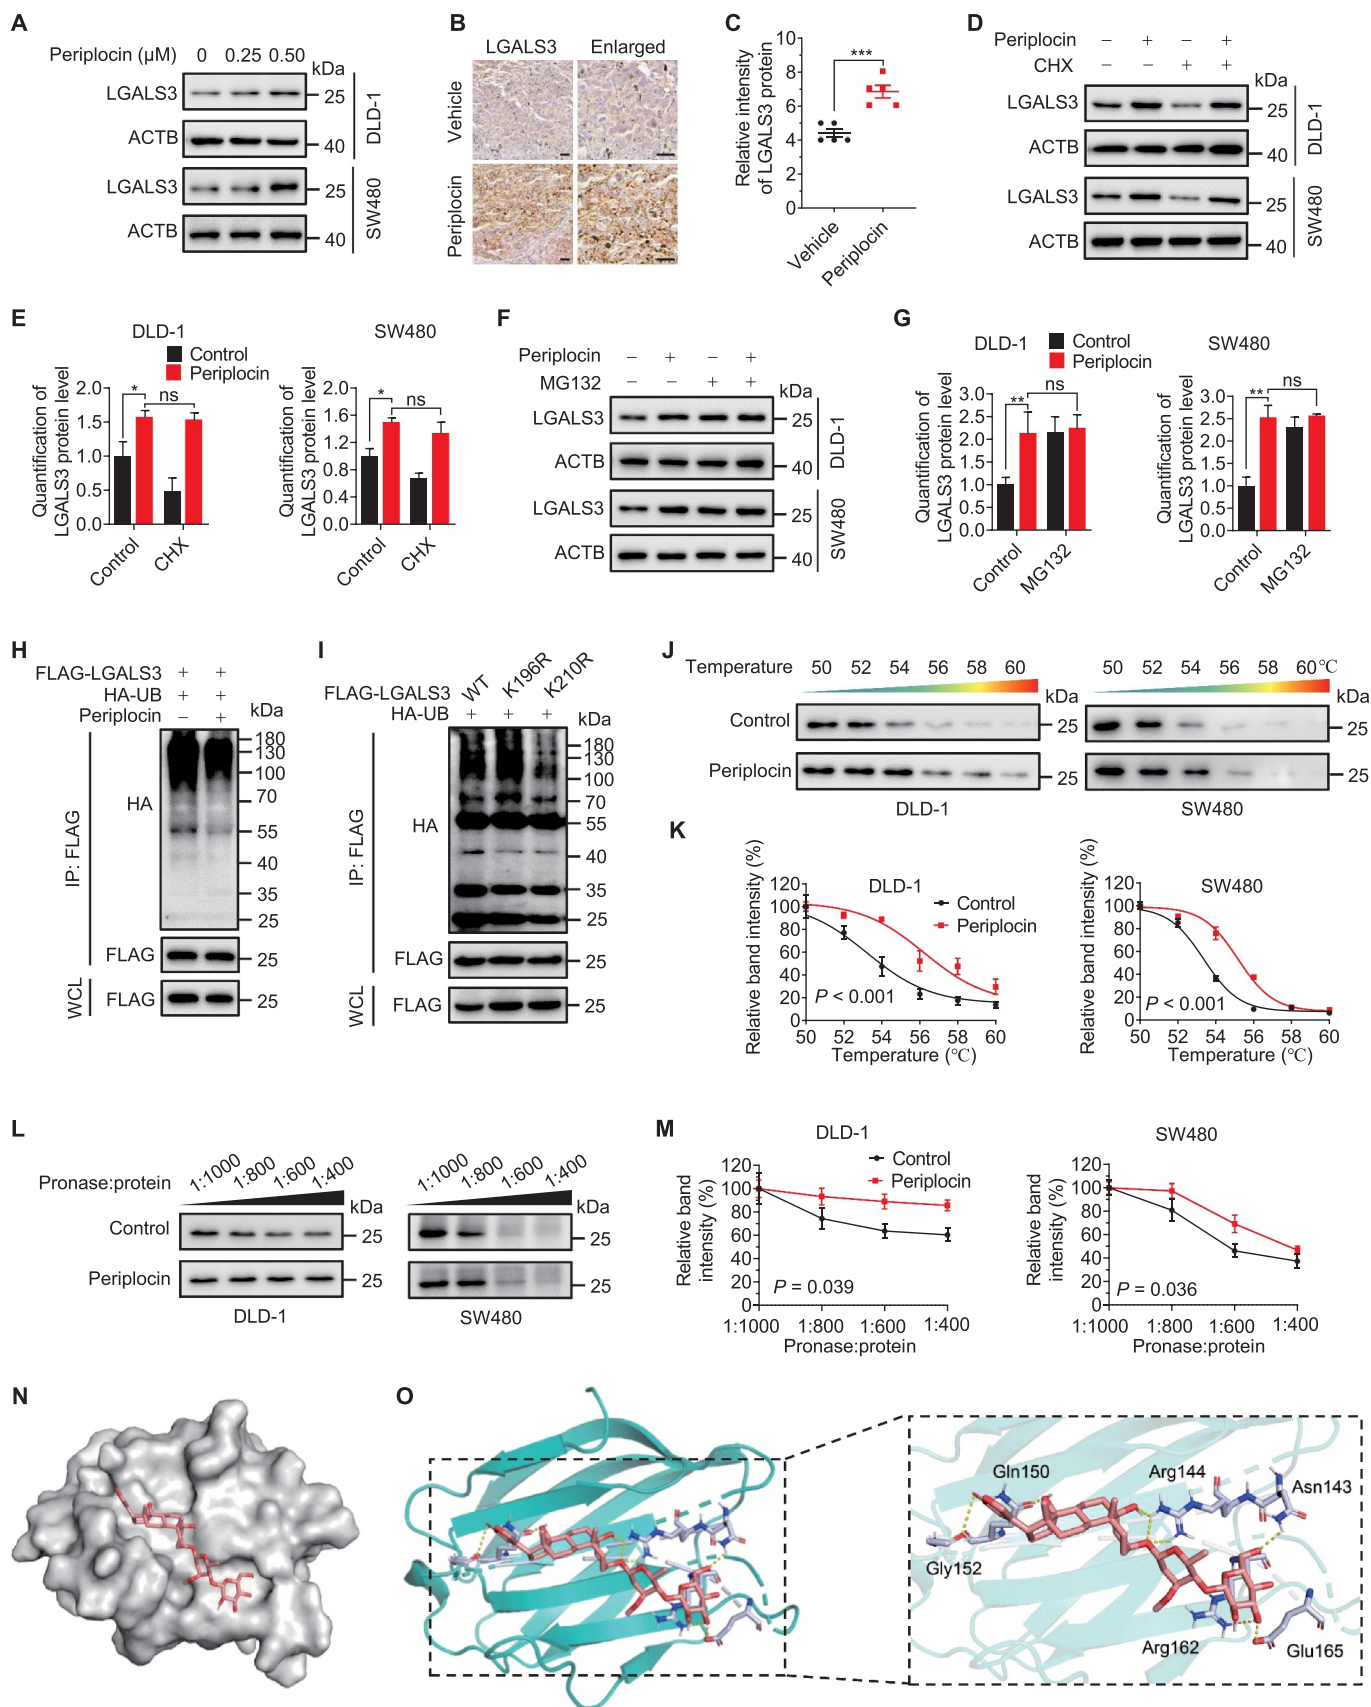 A
Periplocin (µM) 0 0.25 0.50
kDa
LGALS3 25
ACTB 40
DLD-1
LGALS3 25
ACTB 40
SW480
B
LGALS3 Enlarged
Vehicle
Periplocin
C
Relative intensity
of LGALS3 protein
10
8
6
4
2
0
***
Vehicle
Periplocin
D
Periplocin − + − +
CHX − − + +
kDa
LGALS3 25
ACTB 40
DLD-1
LGALS3 25
ACTB 40
SW480
E
DLD-1
Control
Periplocin
Quantification of
LGALS3 protein level
2.0
1.5
1.0
0.5
0.0
* ns
Control CHX
SW480
Quantification of
LGALS3 protein level
2.0
1.6
1.2
0.8
0.4
0.0
* ns
Control CHX
F
Periplocin − + − +
MG132 − − + +
kDa
LGALS3 25
ACTB 40
DLD-1
LGALS3 25
ACTB 40
SW480
G
DLD-1
Control
Periplocin
Quantification of
LGALS3 protein level
3.0
2.5
2.0
1.5
1.0
0.5
0.0
** ns
Control MG132
SW480
Quantification of
LGALS3 protein level
3.0
2.5
2.0
1.5
1.0
0.5
0.0
** ns
Control MG132
H
FLAG-LGALS3 + +
HA-UB + +
Periplocin − +
kDa
180
130
100
70
55
40
35
25
HA
IP: FLAG
FLAG 25
WCL
FLAG 25
I
FLAG-LGALS3 WT K196R K210R
HA-UB + + +
kDa
180
130
100
70
55
40
35
25
HA
IP: FLAG
FLAG 25
WCL
FLAG 25
J
Temperature 50 52 54 56 58 60 50 52 54 56 58 60℃
kDa kDa
Control 25 25
Periplocin 25 25
DLD-1 SW480
K
Relative band intensity (%)
120
100
80
60
40
20
0
DLD-1
Control
Periplocin
P < 0.001
50 52 54 56 58 60
Temperature (℃)
Relative band intensity (%)
120
100
80
60
40
20
0
SW480
P < 0.001
50 52 54 56 58 60
Temperature (℃)
L
Pronase:protein 1:1000 1:800 1:600 1:400 1:1000 1:800 1:600 1:400
kDa kDa
Control 25 25
Periplocin 25 25
DLD-1 SW480
M
DLD-1
Control
Periplocin
Relative band
intensity (%)
120
100
80
60
40
20
0
P = 0.039
1:1000 1:800 1:600 1:400
Pronase:protein
SW480
Relative band
intensity (%)
120
100
80
60
40
20
0
P = 0.036
1:1000 1:800 1:600 1:400
Pronase:protein
N
O
Gln150
Arg144
Asn143
Gly152
Arg162
Glu165